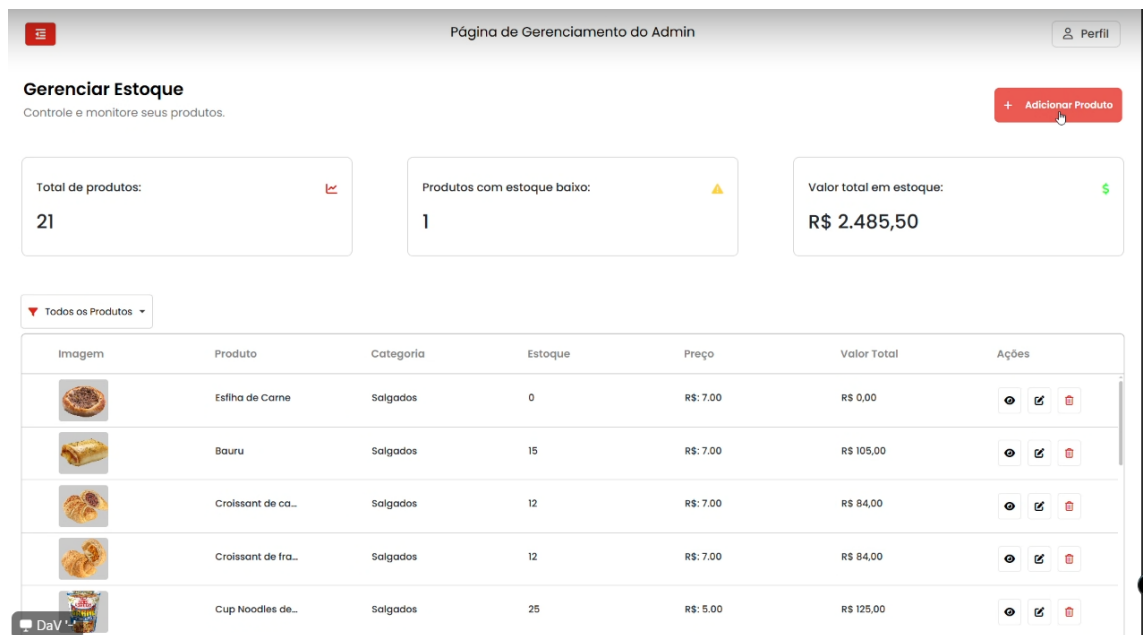 Página de Gerenciamento do Admin
Perfil
Gerenciar Estoque
Controle e monitore seus produtos.
+ Adicionar Produto
Total de produtos:
21
Produtos com estoque baixo:
1
Valor total em estoque:
$
R$ 2.485,50
Todos os Produtos
Imagem Produto Categoria Estoque Preço Valor Total Ações
Esfiha de Carne Salgados 0 R$: 7.00 R$ 0,00
Bauru Salgados 15 R$: 7.00 R$ 105,00
Croissant de ca... Salgados 12 R$: 7.00 R$ 84,00
Croissant de fra... Salgados 12 R$: 7.00 R$ 84,00
Cup Noodles de... Salgados 25 R$: 5.00 R$ 125,00
DaV '-'